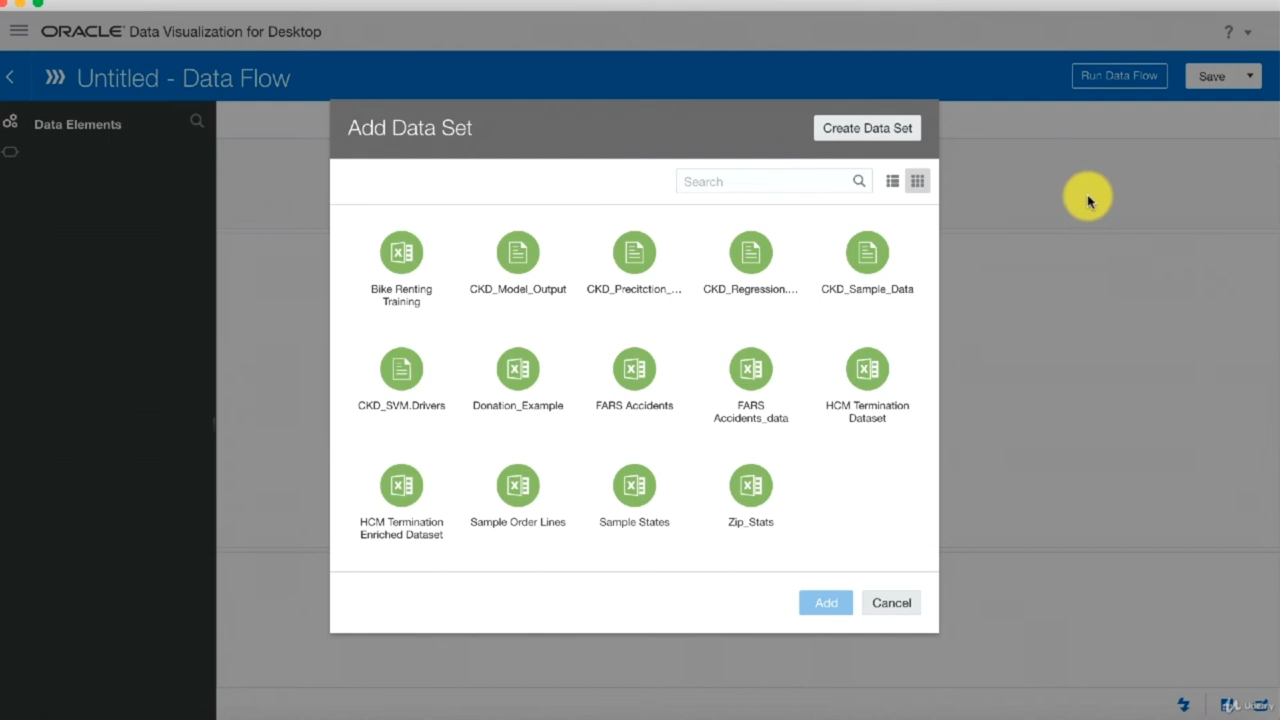 ORACLE Data Visualization for Desktop
?
Untitled - Data Flow
Run Data Flow
Save
Data Elements
Add Data Set
Create Data Set
Search
Bike Renting
Training
CKD_Model_Output
CKD_Precitction_...
CKD_Regression....
CKD_Sample_Data
CKD_SVM.Drivers
Donation_Example
FARS Accidents
FARS
Accidents_data
HCM Termination
Dataset
HCM Termination
Enriched Dataset
Sample Order Lines
Sample States
Zip_Stats
Add
Cancel
Udemy